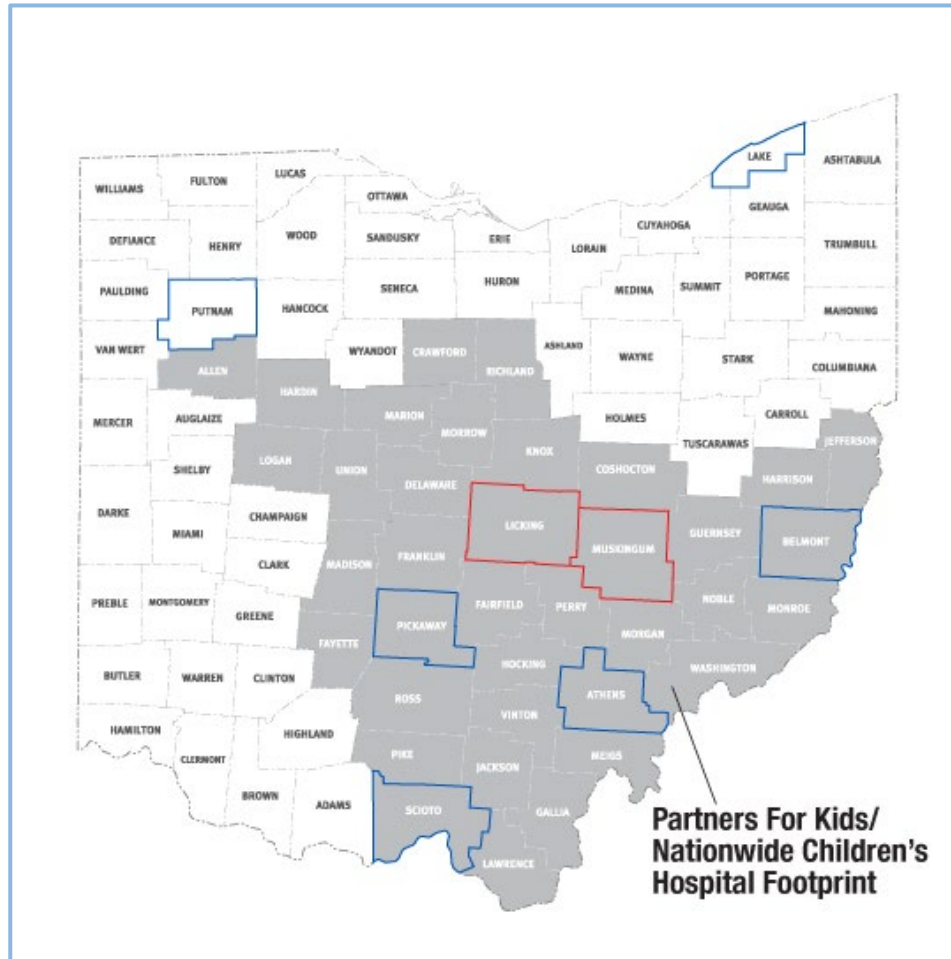 LAKE
ASHTABULA
LUCAS
FULTON
WILLIAMS
OTTAWA
GEAUGA
CUYAHOGA
WOOD
SANDUSKY
ERIE
DEFIANCE
HENRY
LORAIN
TRUMBULL
PORTAGE
PAULDING
SENECA
HURON
MEDINA
SUMMIT
PUTNAM
HANCOCK
MAHONING
VAN WERT
WYANDOT
CRAWFORD
ASHLAND
WAYNE
STARK
ALLEN
RICHLAND
COLUMBIANA
HARDIN
MERCER
AUGLAIZE
MARION
HOLMES
CARROLL
MORROW
TUSCARAWAS
JEFFERSON
KNOX
LOGAN
UNION
SHELBY
COSHOCTON
HARRISON
DELAWARE
DARKE
CHAMPAIGN
LICKING
MIAMI
GUERNSEY
BELMONT
MUSKINGUM
FRANKLIN
CLARK
MADISON
PREBLE
MONTGOMERY
GREENE
FAIRFIELD
PERRY
NOBLE
MONROE
PICKAWAY
MORGAN
FAYETTE
HOCKING
WASHINGTON
BUTLER
WARREN
CLINTON
ROSS
ATHENS
VINTON
HAMILTON
HIGHLAND
CLERMONT
PIKE
MEIGS
JACKSON
BROWN
ADAMS
SCIOTO
GALLIA
LAWRENCE
Partners For Kids/
Nationwide Children's
Hospital Footprint